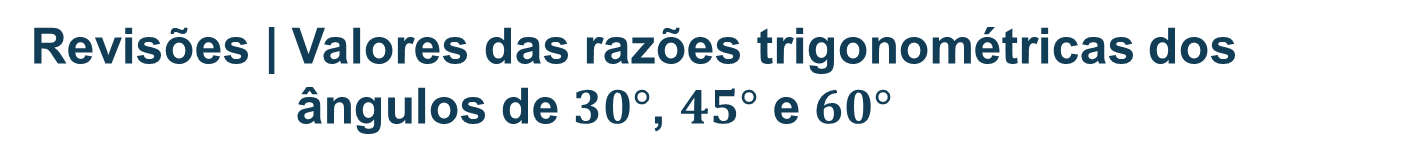 Revisões | Valores das razões trigonométricas dos
ângulos de 30°, 45° e 60°